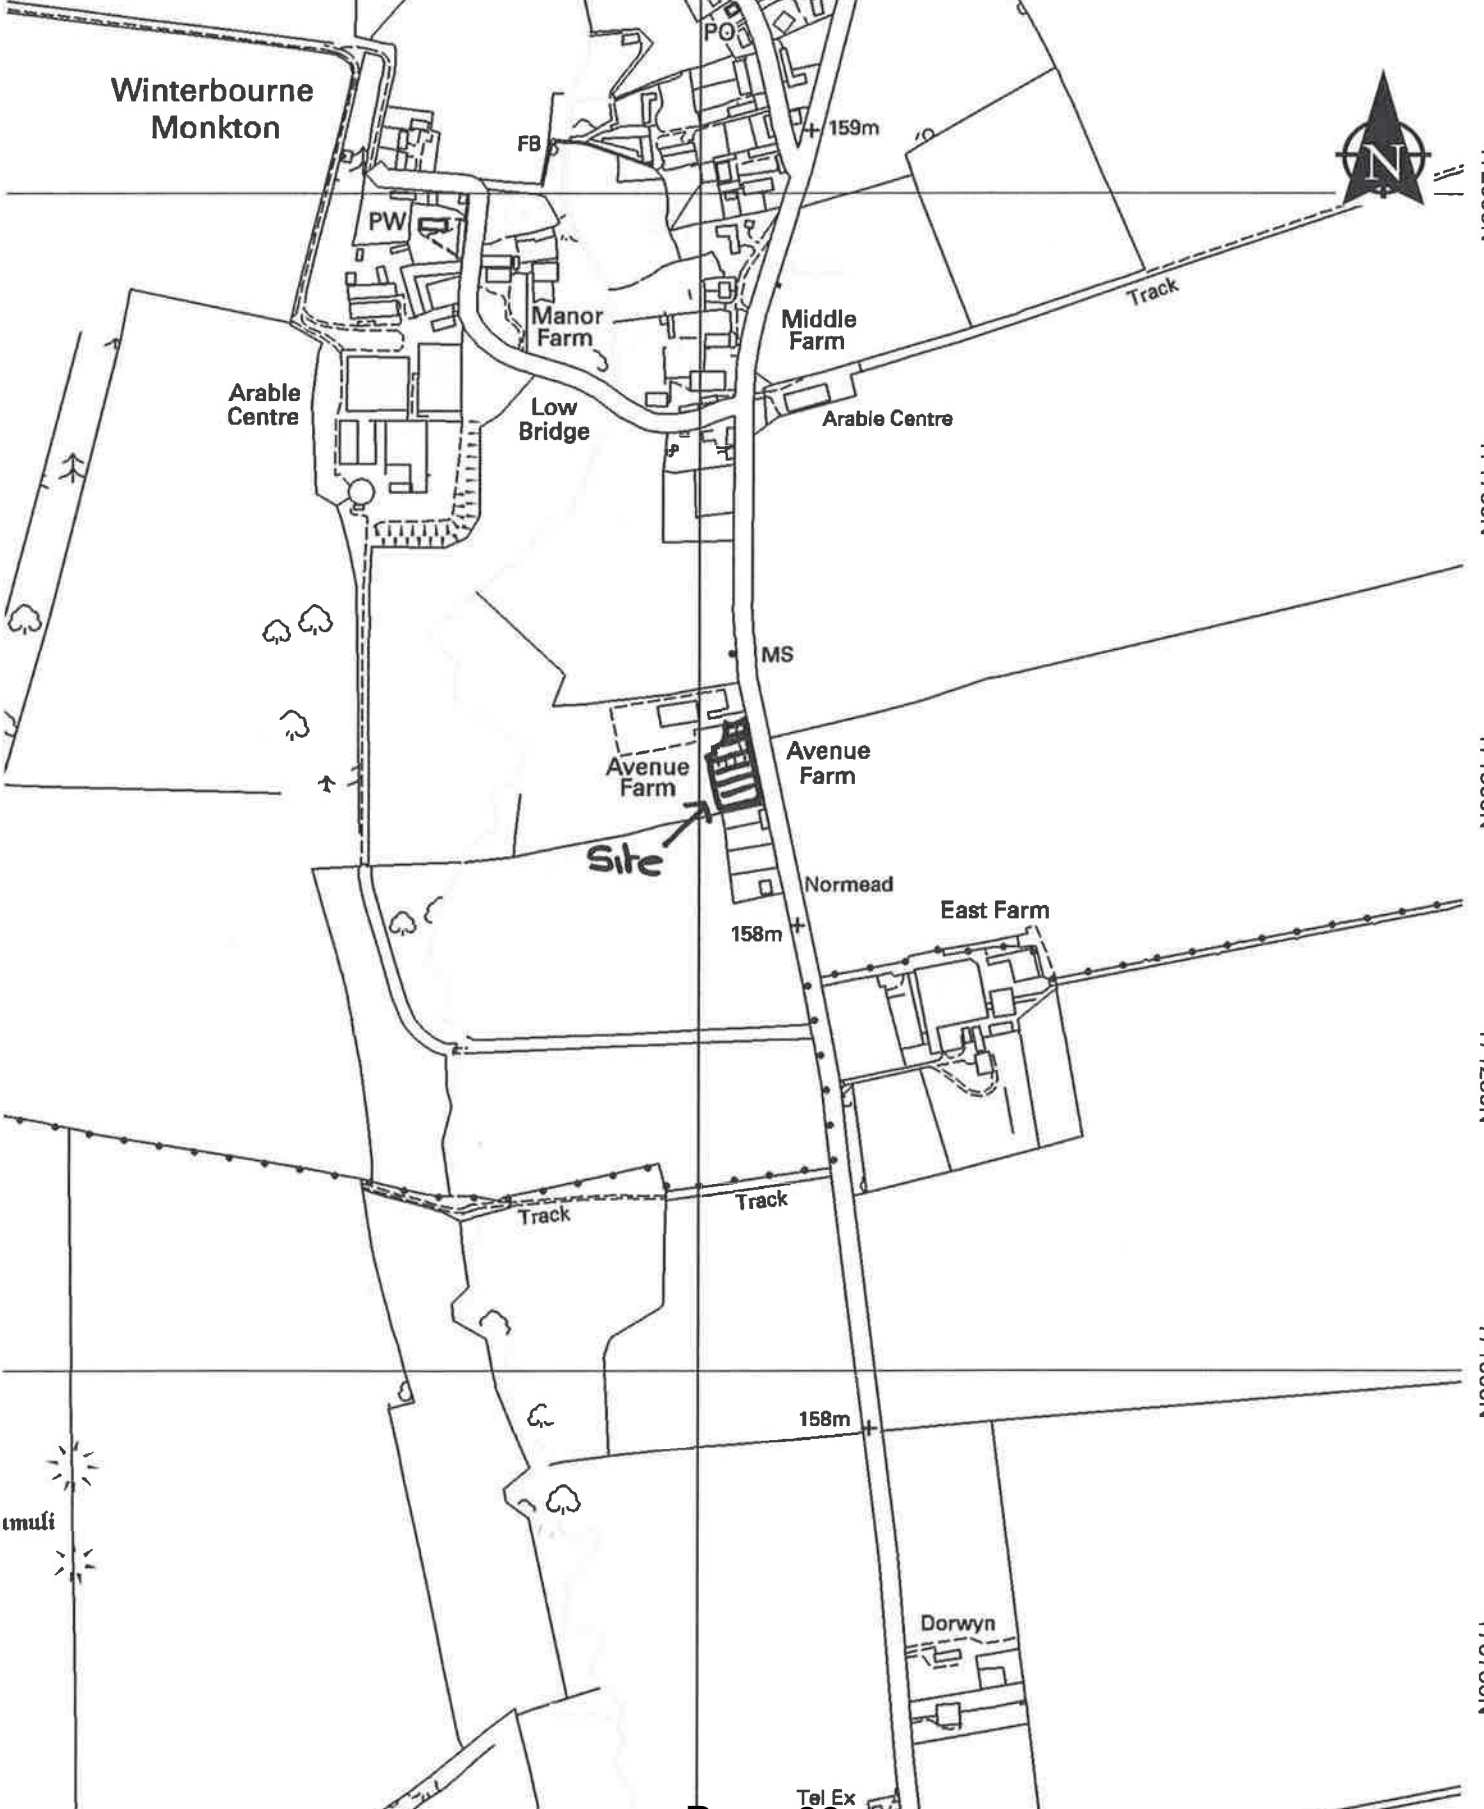 PO
Winterbourne
Monkton
159m
FB
N
PW
Track
Manor
Farm
Middle
Farm
Arable
Centre
Low
Bridge
Arable Centre
MS
Avenue
Farm
Avenue
Farm
Site
Normead
East Farm
158m
Track
Track
158m
Dorwyn
Tel Ex